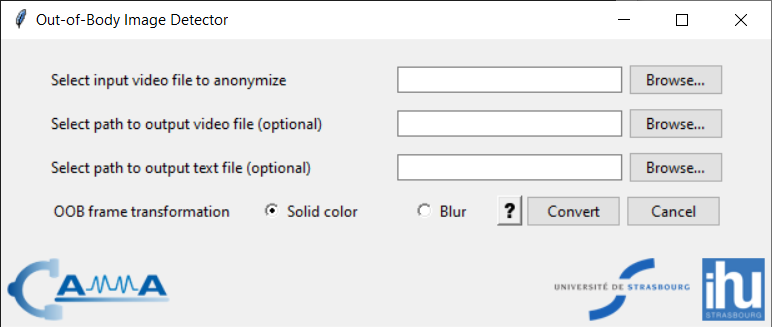 Out-of-Body Image Detector
Select input video file to anonymize
Browse...
Select path to output video file (optional)
Browse...
Select path to output text file (optional)
Browse...
OOB frame transformation Solid color Blur ? Convert Cancel
CAMMA
UNIVERSITÉ DE STRASBOURG
ihu
STRASBOURG